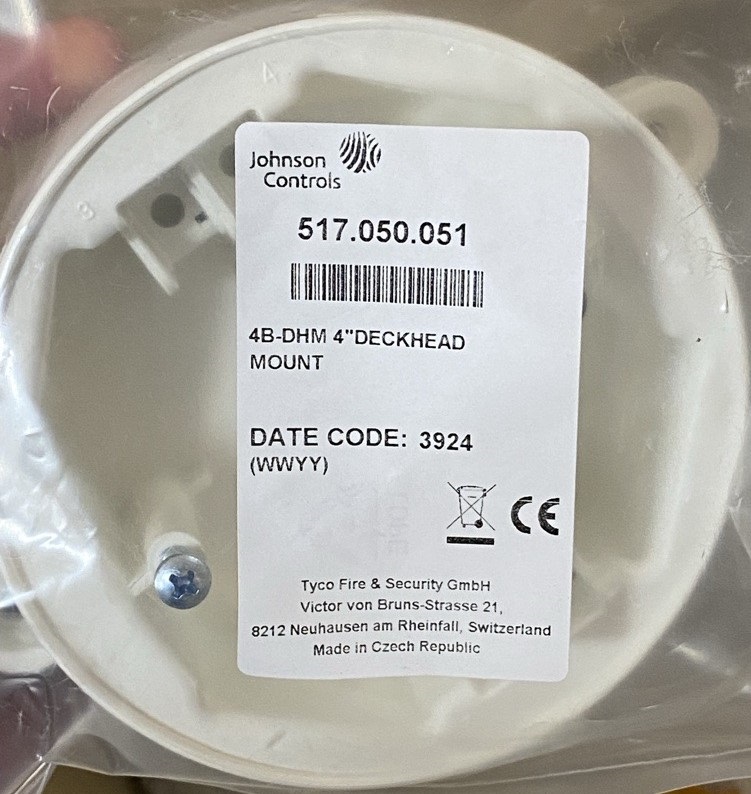 Johnson
Controls
517.050.051
4B-DHM 4"DECKHEAD
MOUNT
DATE CODE: 3924
(WWYY)
CE
Tyco Fire & Security GmbH
Victor von Bruns-Strasse 21,
8212 Neuhausen am Rheinfall, Switzerland
Made in Czech Republic